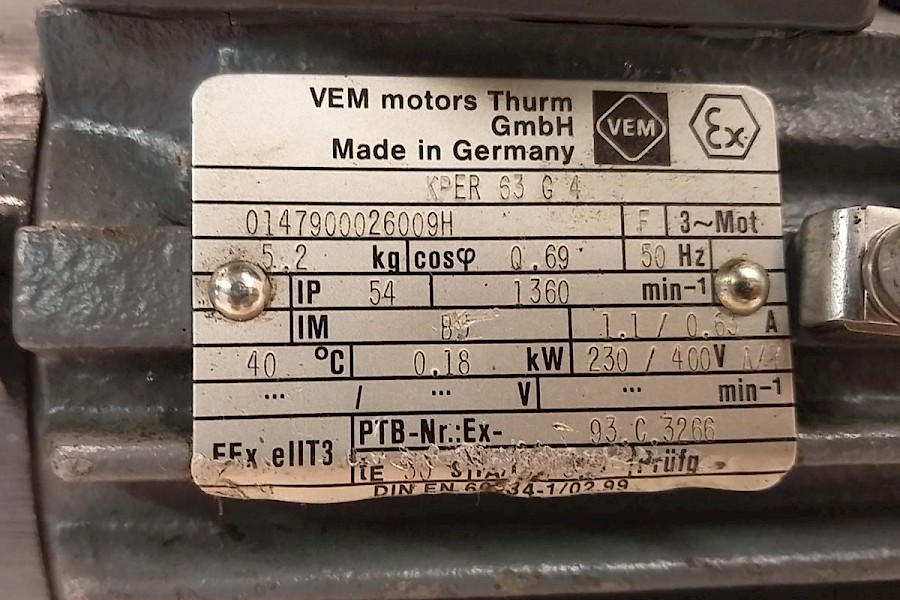 VEM motors Thurm
GmbH
Made in Germany
VEM
Ex
KPER 63 G 4
0147900026009H F 3~Mot
5.2 kg cosφ 0.69 50 Hz
IP 54 1360 min-1
IM 1.1 / 0.63 A
40 °C 0.18 kW 230 / 400 V
... / ... V ... min-1
EEx eIIT3 PTB-Nr.:Ex- 93.C.3266
tE Prüfg
DIN EN 60034-1/02.99